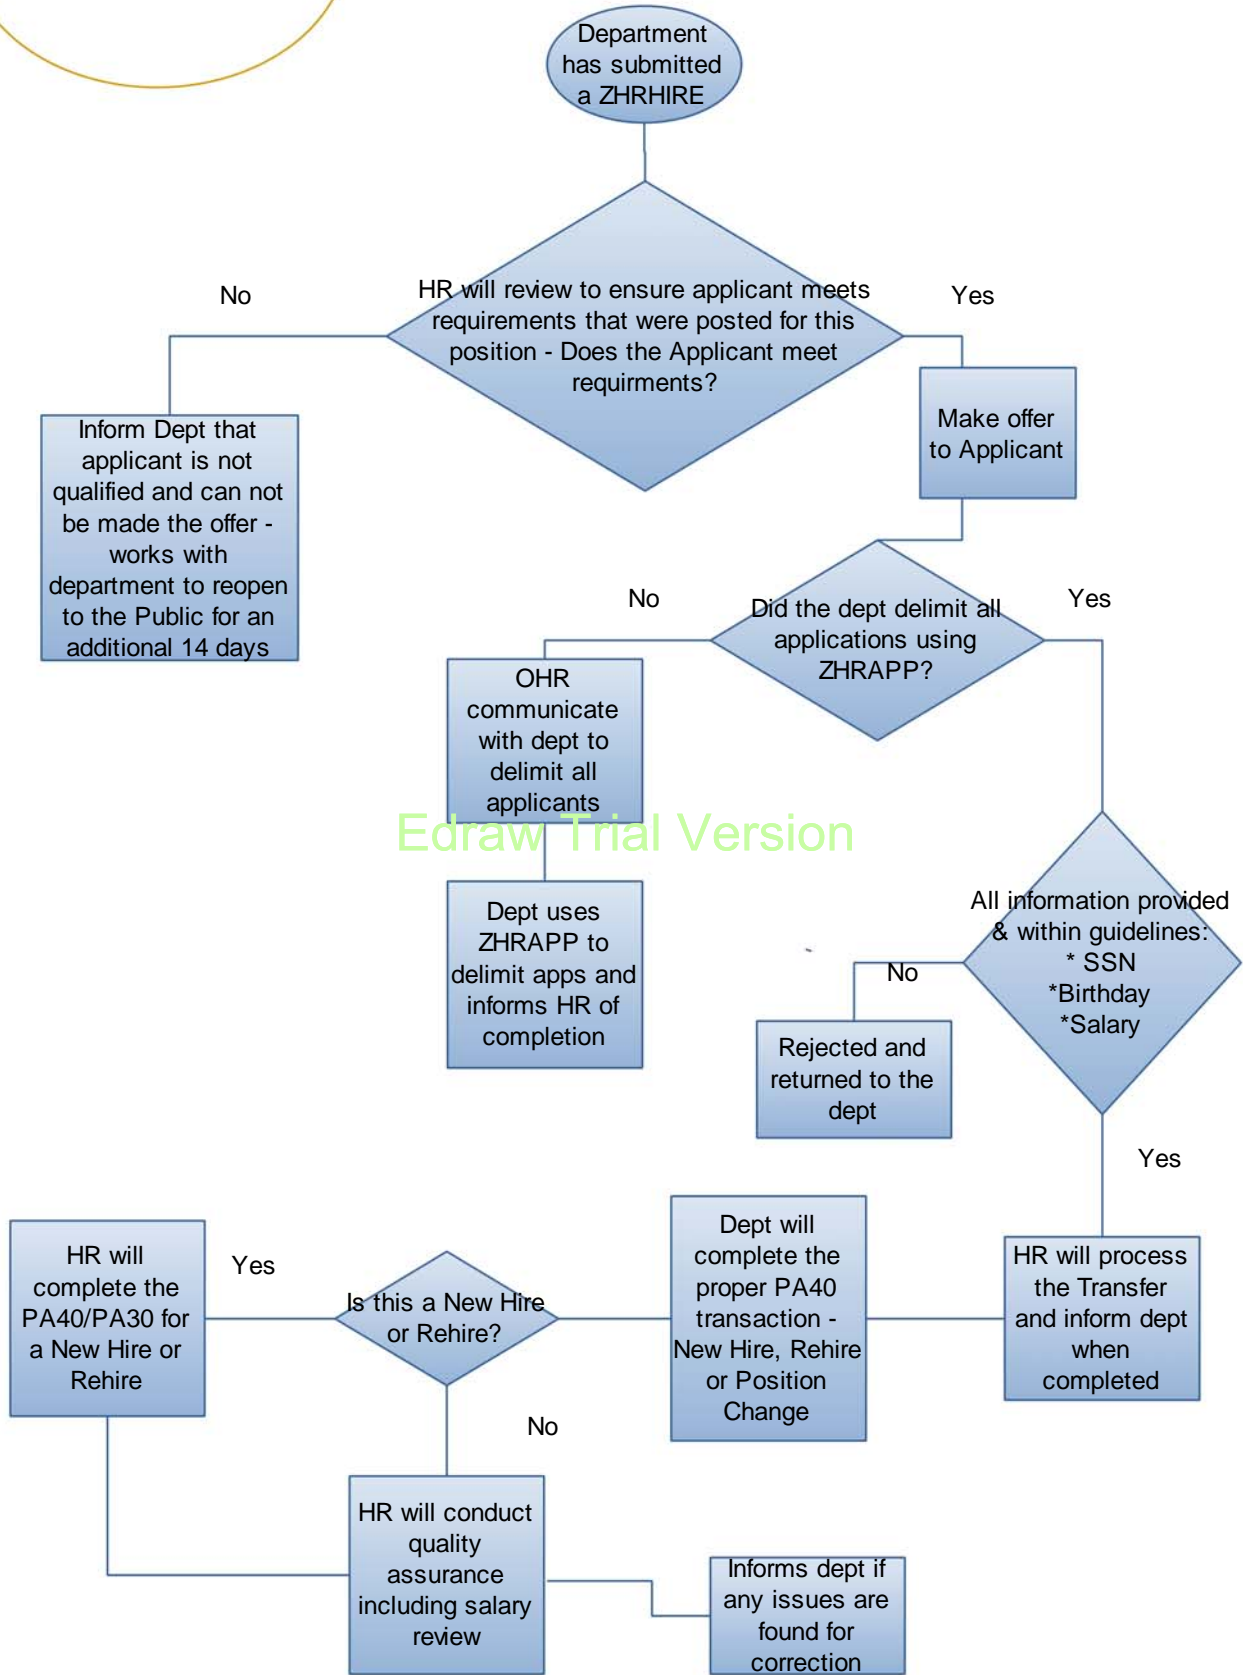 Department
has submitted
a ZHRHIRE
No
HR will review to ensure applicant meets
requirements that were posted for this
position - Does the Applicant meet
requirments?
Yes
Inform Dept that
applicant is not
qualified and can not
be made the offer -
works with
department to reopen
to the Public for an
additional 14 days
Make offer
to Applicant
No
Did the dept delimit all
applications using
ZHRAPP?
Yes
OHR
communicate
with dept to
delimit all
applicants
Edraw Trial Version
Dept uses
ZHRAPP to
delimit apps and
informs HR of
completion
All information provided
& within guidelines:
* SSN
*Birthday
*Salary
No
Rejected and
returned to the
dept
Yes
HR will
complete the
PA40/PA30 for
a New Hire or
Rehire
Yes
Is this a New Hire
or Rehire?
Dept will
complete the
proper PA40
transaction -
New Hire, Rehire
or Position
Change
HR will process
the Transfer
and inform dept
when
completed
No
HR will conduct
quality
assurance
including salary
review
Informs dept if
any issues are
found for
correction